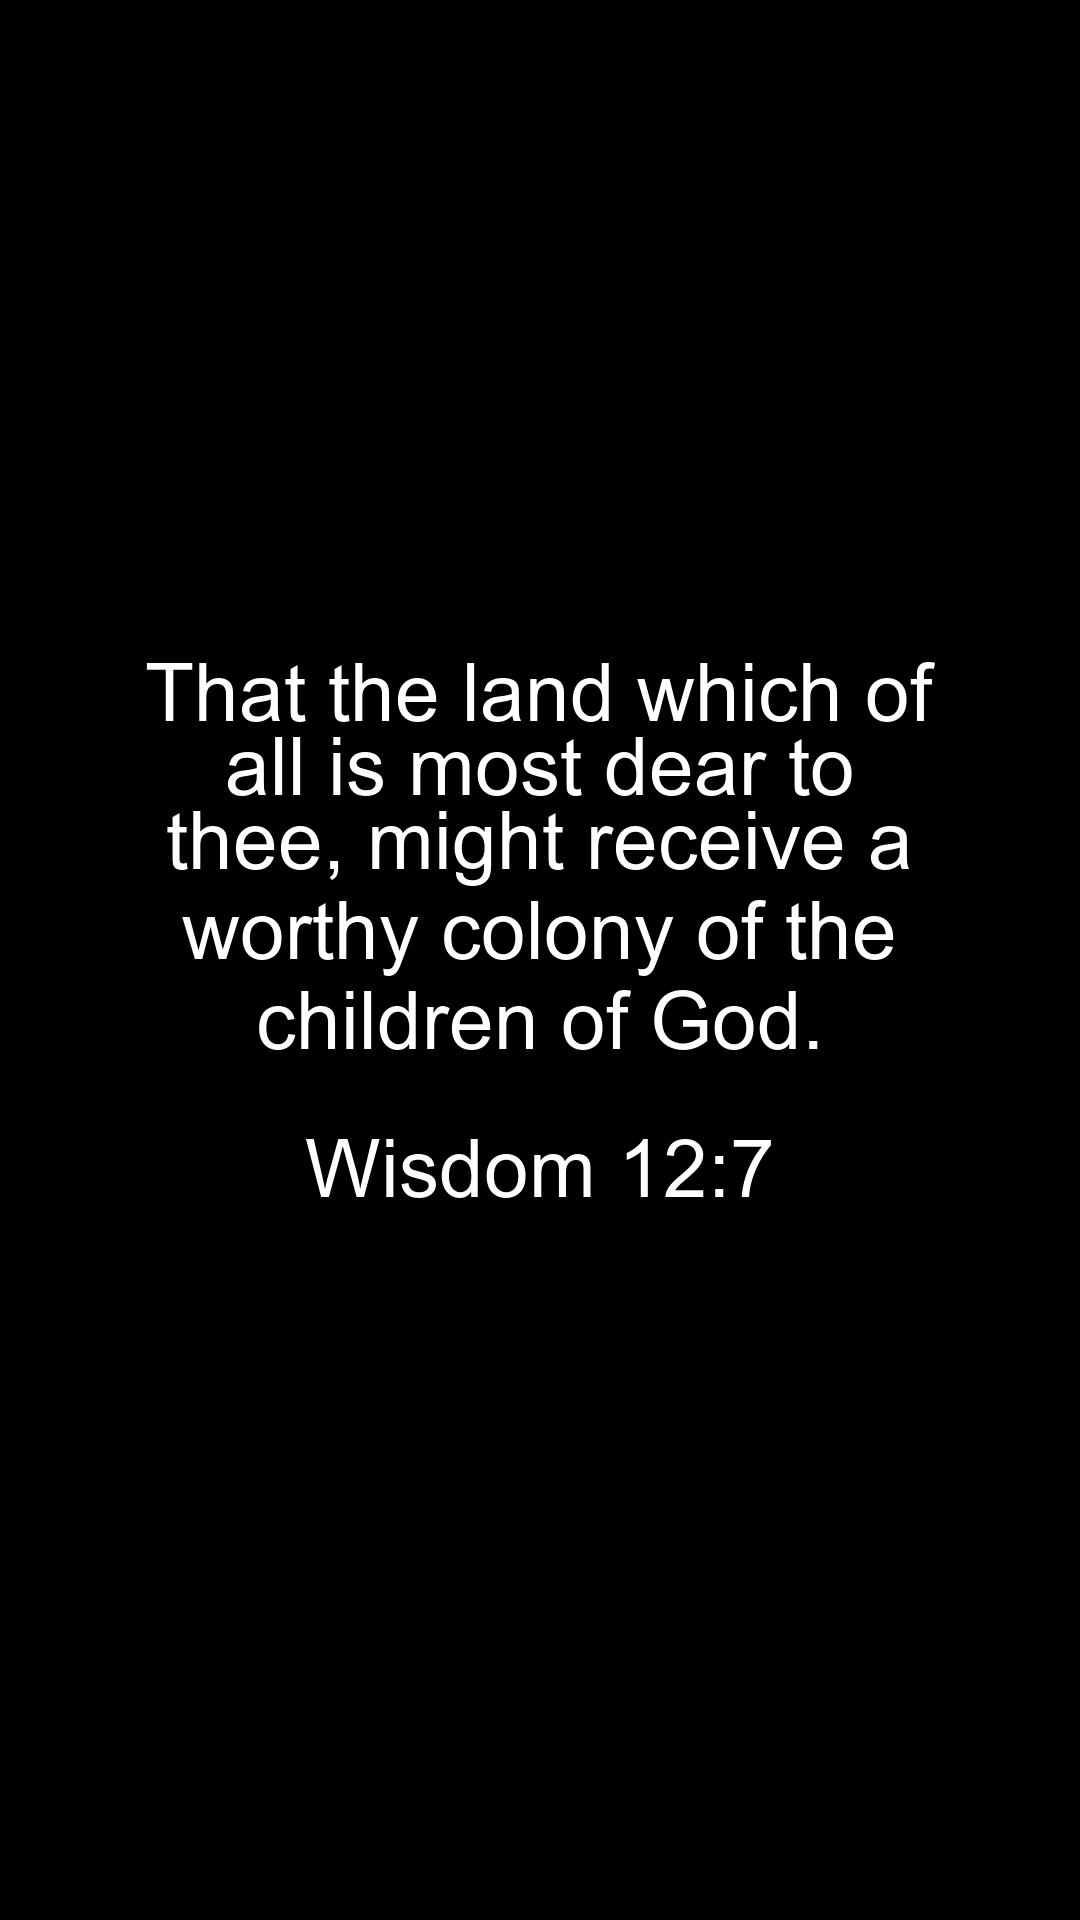 That the land which of
all is most dear to
thee, might receive a
worthy colony of the
children of God.
Wisdom 12:7